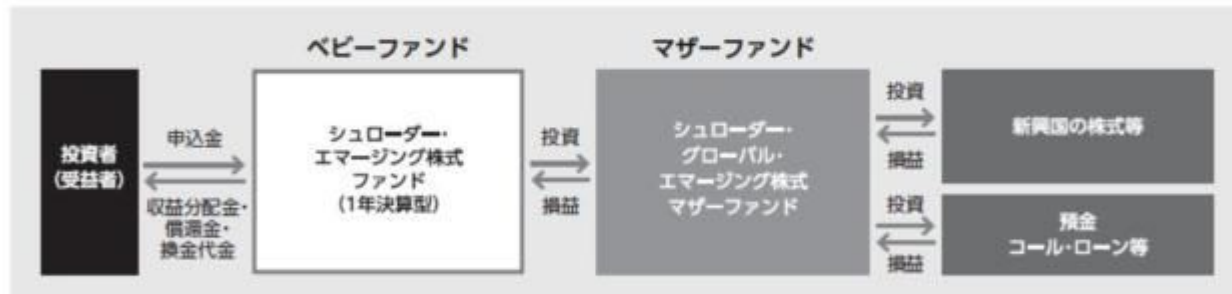 ベビーファンド
マザーファンド
投資者
(受益者)
申込金
収益分配金・
償還金・
換金代金
シュローダー・
エマージング株式
ファンド
(1年決算型)
投資
損益
シュローダー・
グローバル・
エマージング株式
マザーファンド
投資
損益
新興国の株式等
投資
損益
預金
コール・ローン等